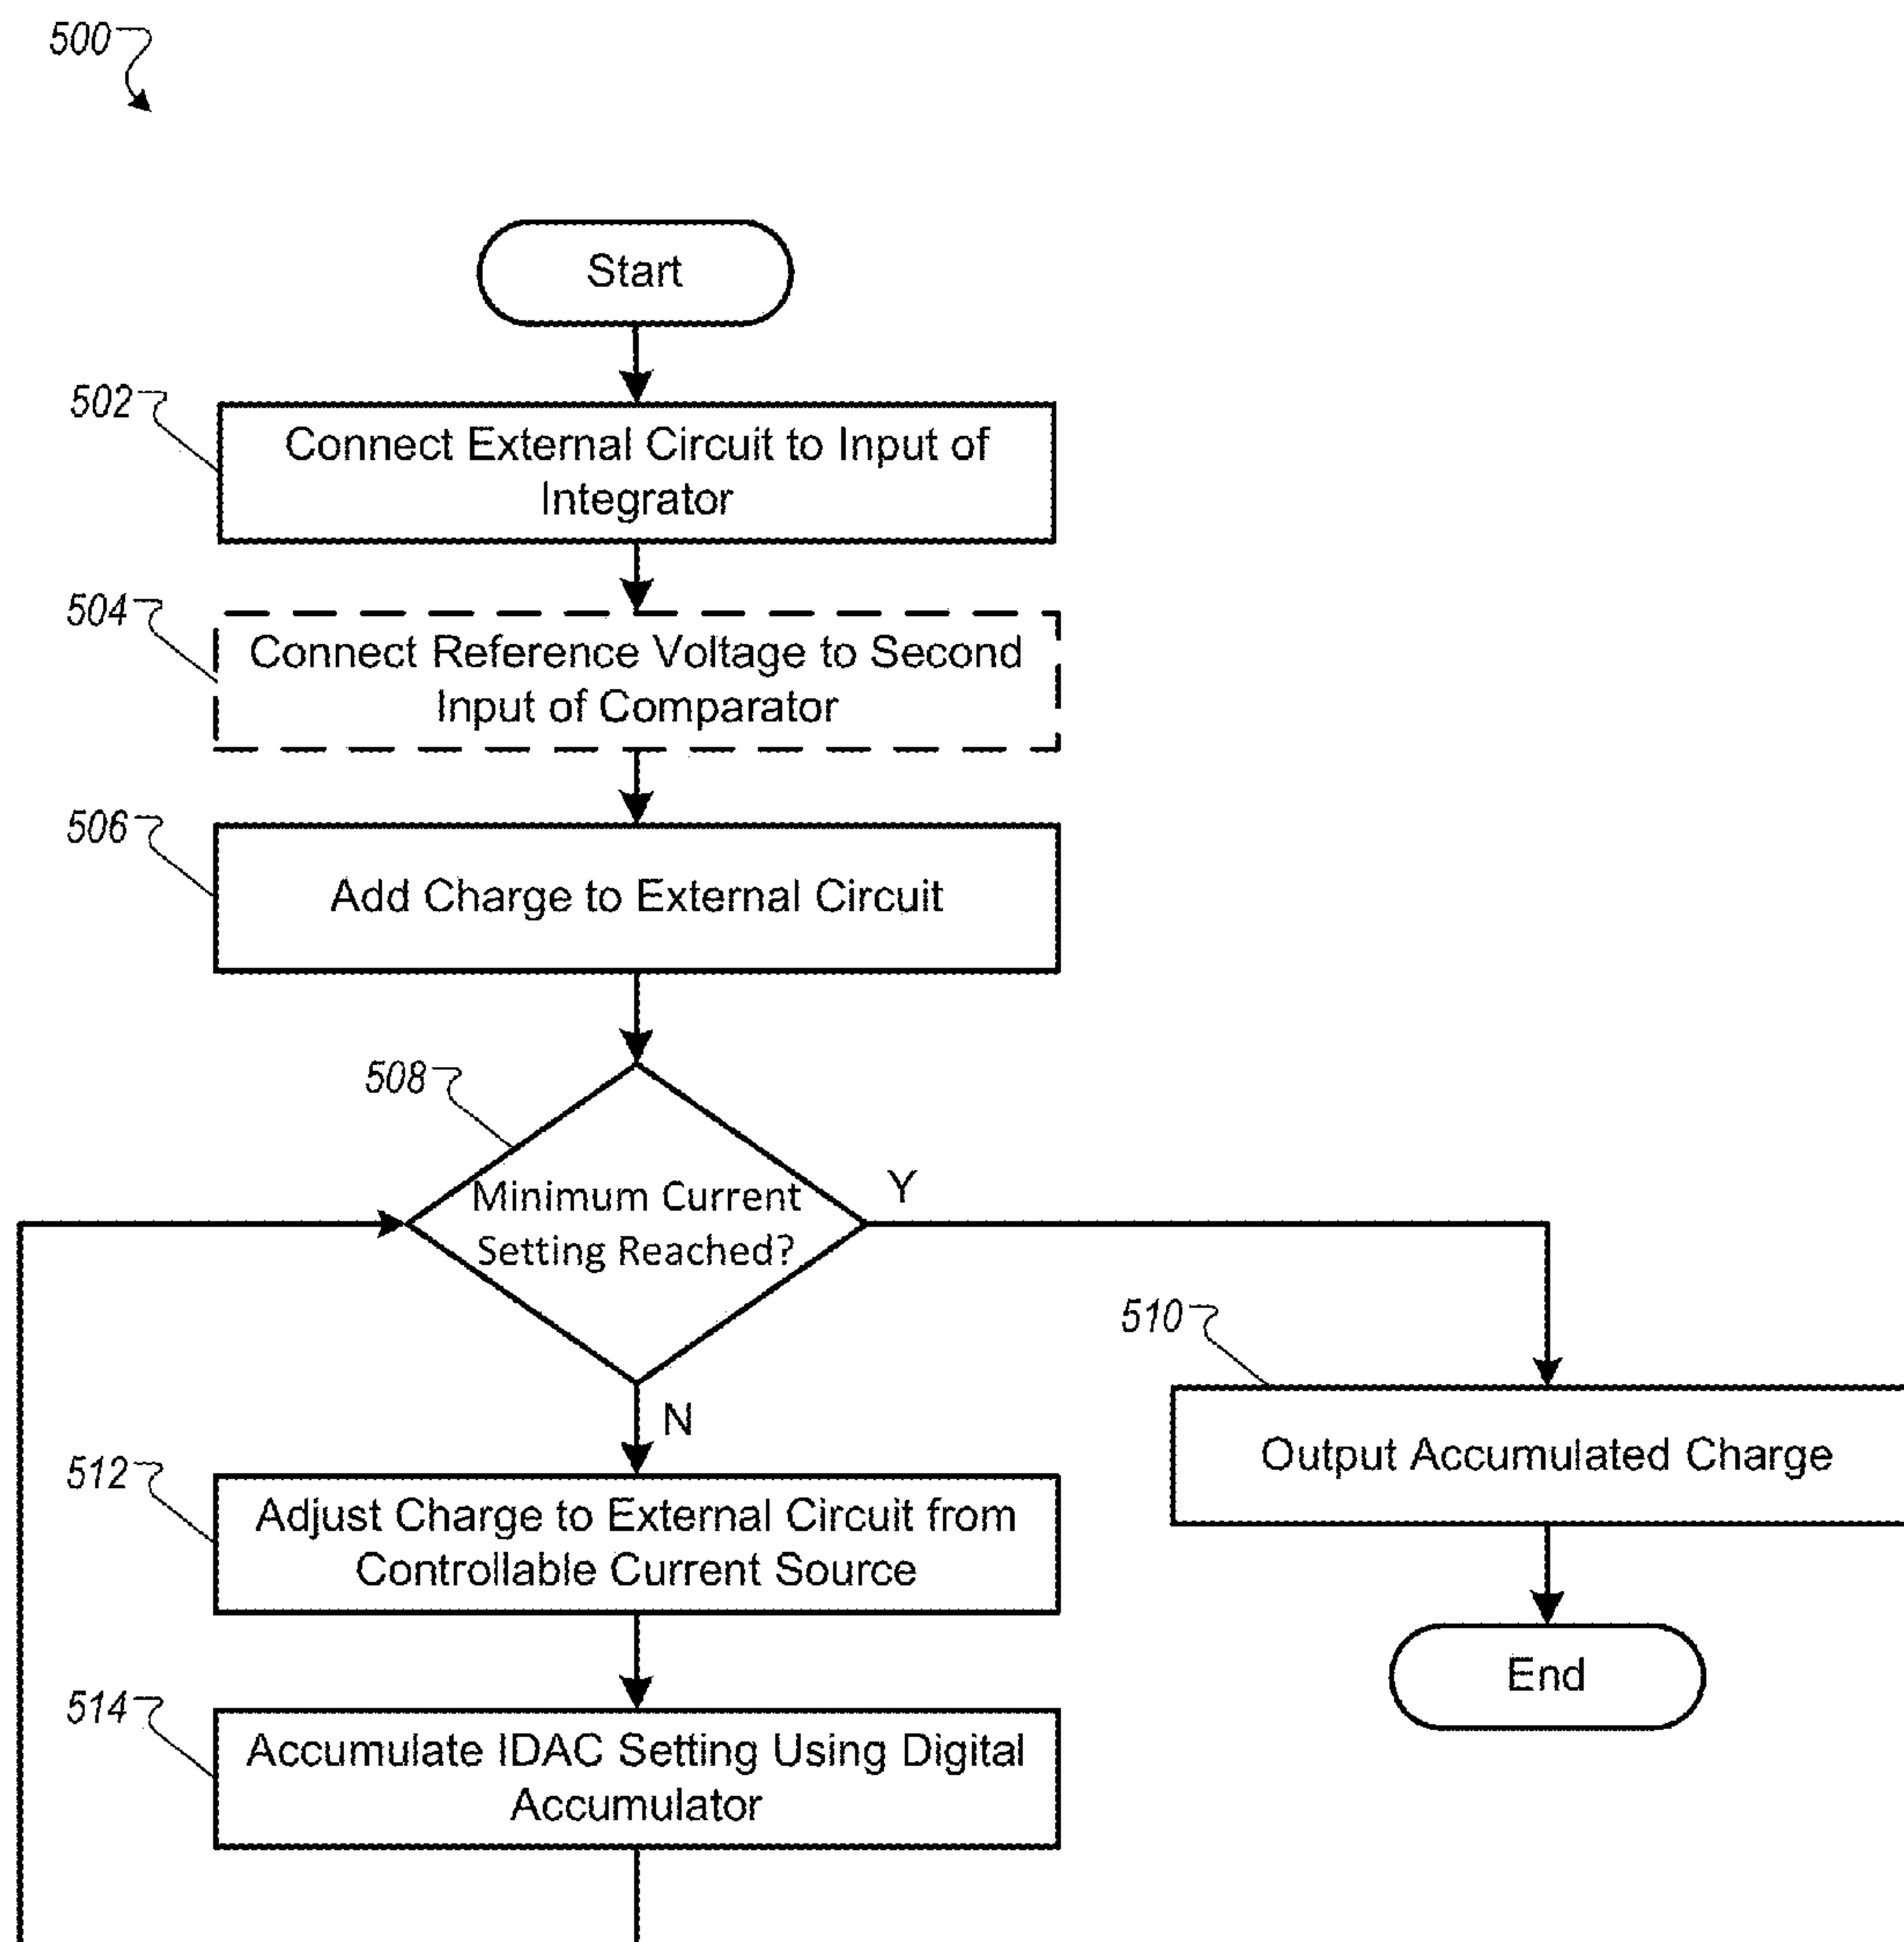 500
Start
502
Connect External Circuit to Input of
Integrator
504
Connect Reference Voltage to Second
Input of Comparator
506
Add Charge to External Circuit
508
Minimum Current
Setting Reached?
Y
N
510
Output Accumulated Charge
End
512
Adjust Charge to External Circuit from
Controllable Current Source
514
Accumulate IDAC Setting Using Digital
Accumulator